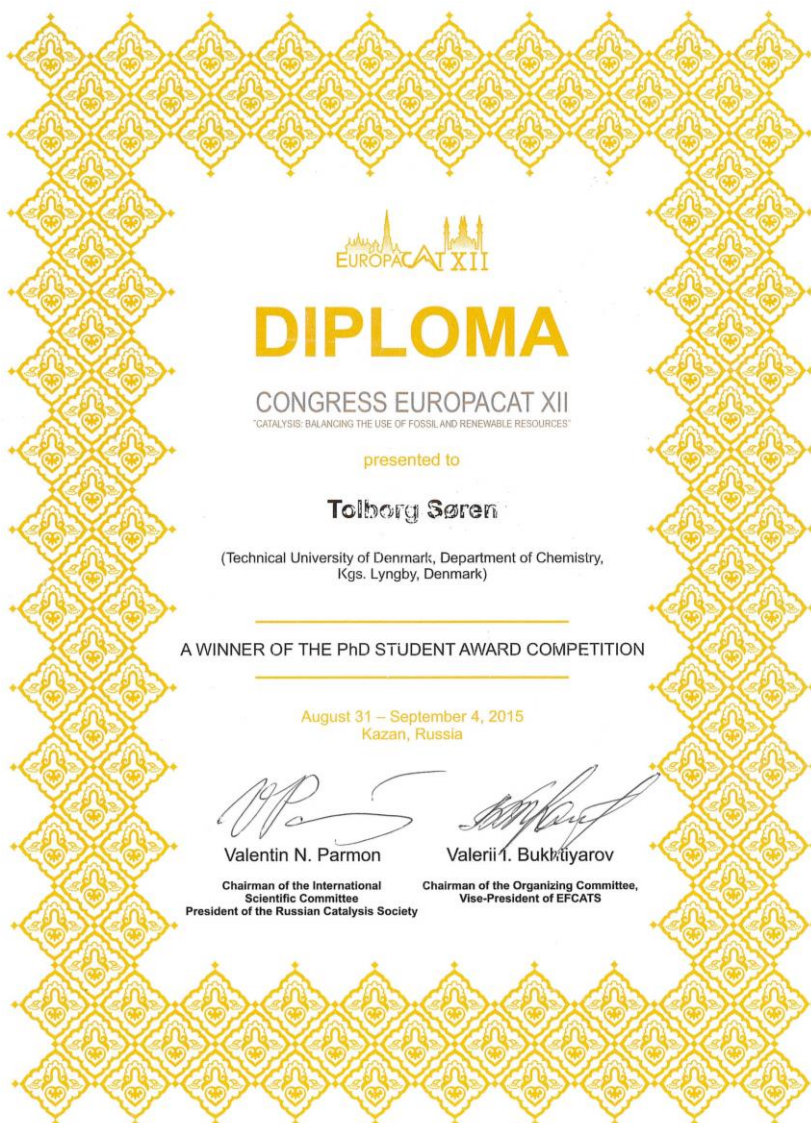 EUROPACAT XII
DIPLOMA
CONGRESS EUROPACAT XII
"CATALYSIS: BALANCING THE USE OF FOSSIL AND RENEWABLE RESOURCES"
presented to
Tolborg Søren
(Technical University of Denmark, Department of Chemistry,
Kgs. Lyngby, Denmark)
A WINNER OF THE PhD STUDENT AWARD COMPETITION
August 31 – September 4, 2015
Kazan, Russia
Valentin N. Parmon
Chairman of the International
Scientific Committee
President of the Russian Catalysis Society
Valerii I. Bukhtiyarov
Chairman of the Organizing Committee,
Vise-President of EFCATS